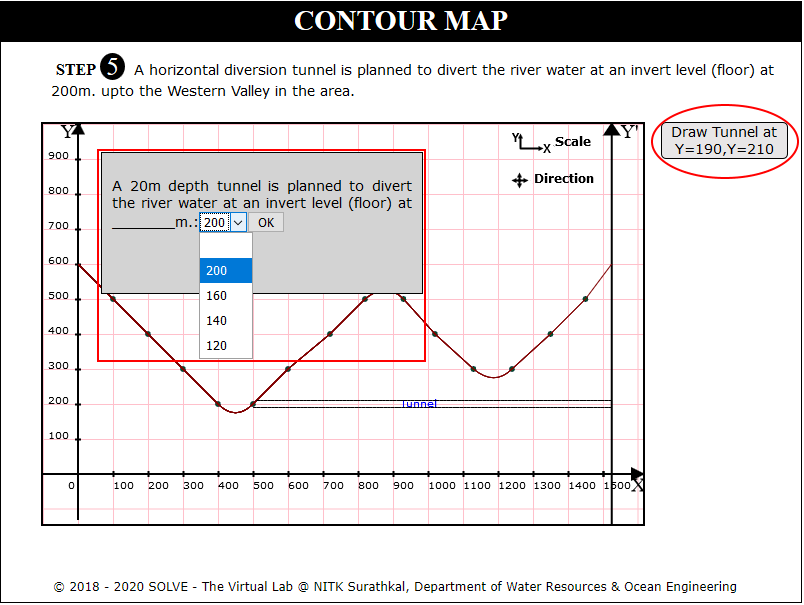 CONTOUR MAP
STEP 5 A horizontal diversion tunnel is planned to divert the river water at an invert level (floor) at
200m. upto the Western Valley in the area.
Y
Y'
Y
X
Scale
Direction
Draw Tunnel at
Y=190,Y=210
A 20m depth tunnel is planned to divert
the river water at an invert level (floor) at
________m.: 200 OK
200
160
140
120
900
800
700
600
500
400
300
200
100
Tunnel
0 100 200 300 400 500 600 700 800 900 1000 1100 1200 1300 1400 1500 X
© 2018 - 2020 SOLVE - The Virtual Lab @ NITK Surathkal, Department of Water Resources & Ocean Engineering